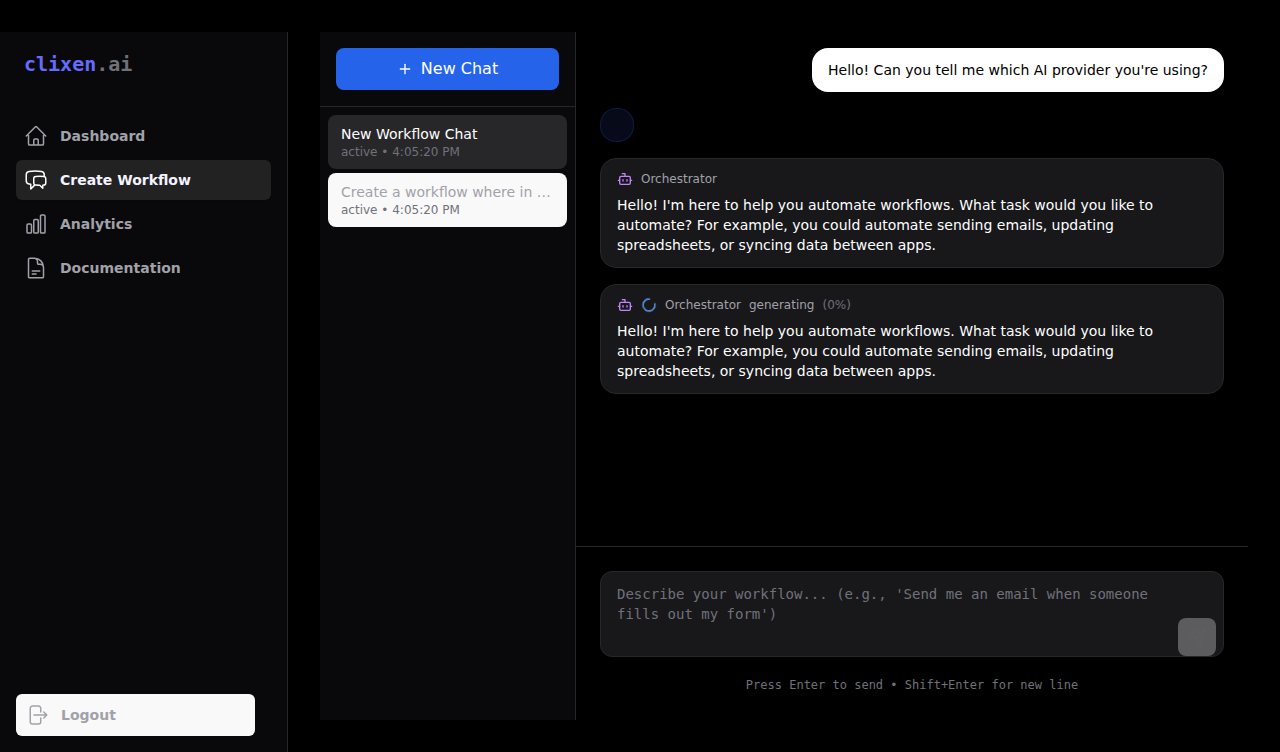 clixen.ai
Dashboard
Create Workflow
Analytics
Documentation
Logout
+ New Chat
New Workflow Chat
active • 4:05:20 PM
Create a workflow where in ...
active • 4:05:20 PM
Hello! Can you tell me which AI provider you're using?
Orchestrator
Hello! I'm here to help you automate workflows. What task would you like to
automate? For example, you could automate sending emails, updating
spreadsheets, or syncing data between apps.
Orchestrator generating (0%)
Hello! I'm here to help you automate workflows. What task would you like to
automate? For example, you could automate sending emails, updating
spreadsheets, or syncing data between apps.
Describe your workflow... (e.g., 'Send me an email when someone
fills out my form')
Press Enter to send • Shift+Enter for new line